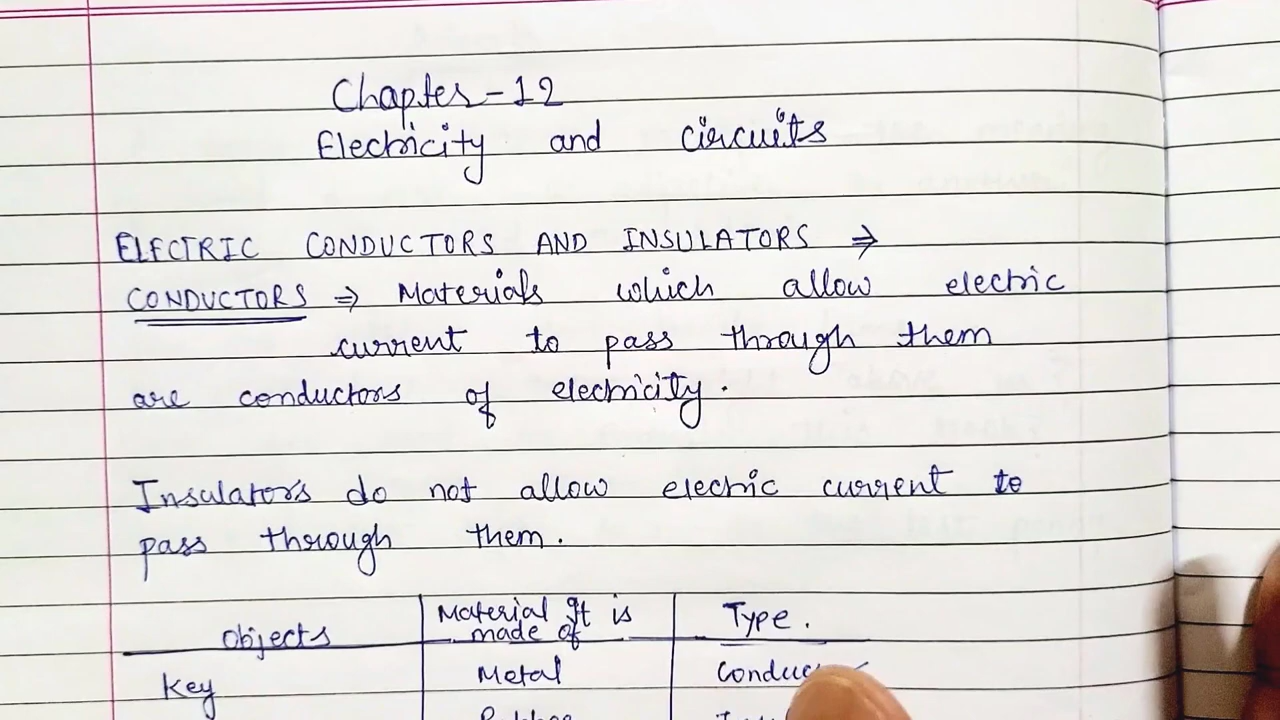 Chapter-12
Electricity and circuits
ELECTRIC CONDUCTORS AND INSULATORS ⇒
CONDUCTORS ⇒ Materials which allow electric
current to pass through them
are conductors of electricity.
Insulators do not allow electric current to
pass through them.
Objects Material It is made of Type.
Key Metal